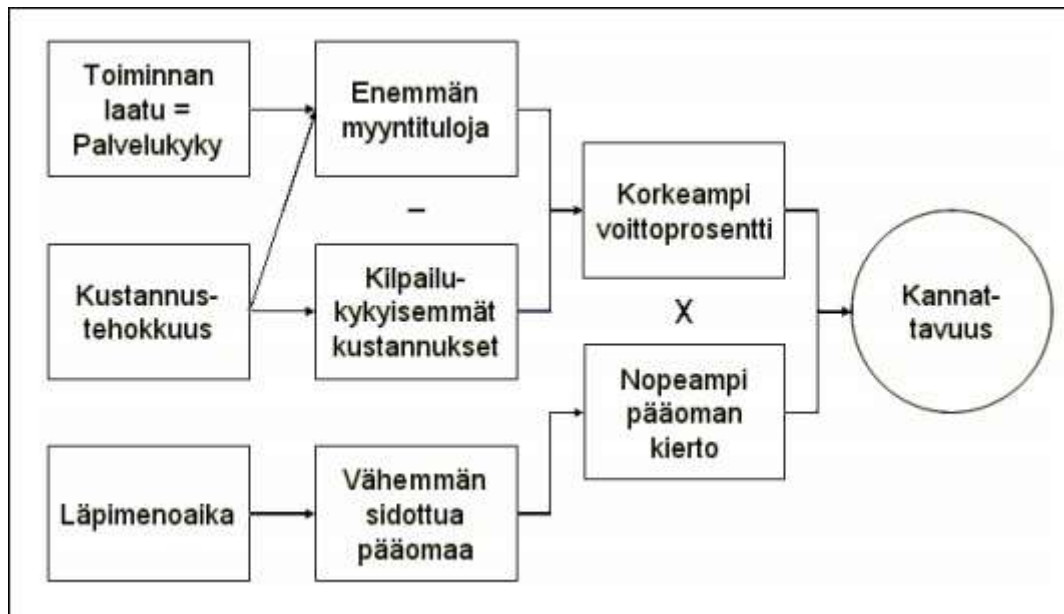 Toiminnan
laatu =
Palvelukyky
Enemmän
myyntituloja
–
Korkeampi
voittoprosentti
Kustannus-
tehokkuus
Kilpailu-
kykyisemmät
kustannukset
X
Kannat-
tavuus
Nopeampi
pääoman
kierto
Läpimenoaika
Vähemmän
sidottua
pääomaa